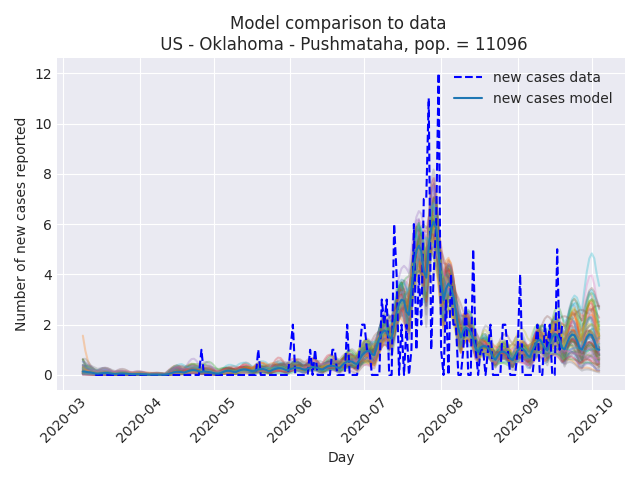 Model comparison to data
US - Oklahoma - Pushmataha, pop. = 11096
new cases data
new cases model
Number of new cases reported
12
10
8
6
4
2
0
2020-03
2020-04
2020-05
2020-06
2020-07
2020-08
2020-09
2020-10
Day